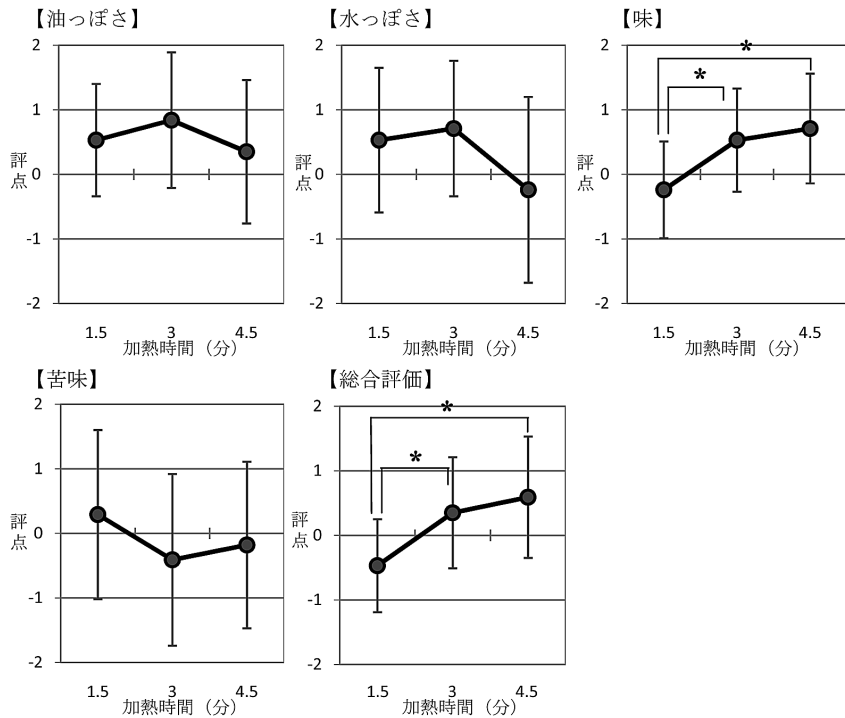 【油っぽさ】
2
1
0
-1
-2
評点
1.5 3 4.5
加熱時間（分）
【水っぽさ】
2
1
0
-1
-2
評点
1.5 3 4.5
加熱時間（分）
【味】
2
1
0
-1
-2
評点
* *
1.5 3 4.5
加熱時間（分）
【苦味】
2
1
0
-1
-2
評点
1.5 3 4.5
加熱時間（分）
【総合評価】
2
1
0
-1
-2
評点
* *
1.5 3 4.5
加熱時間（分）